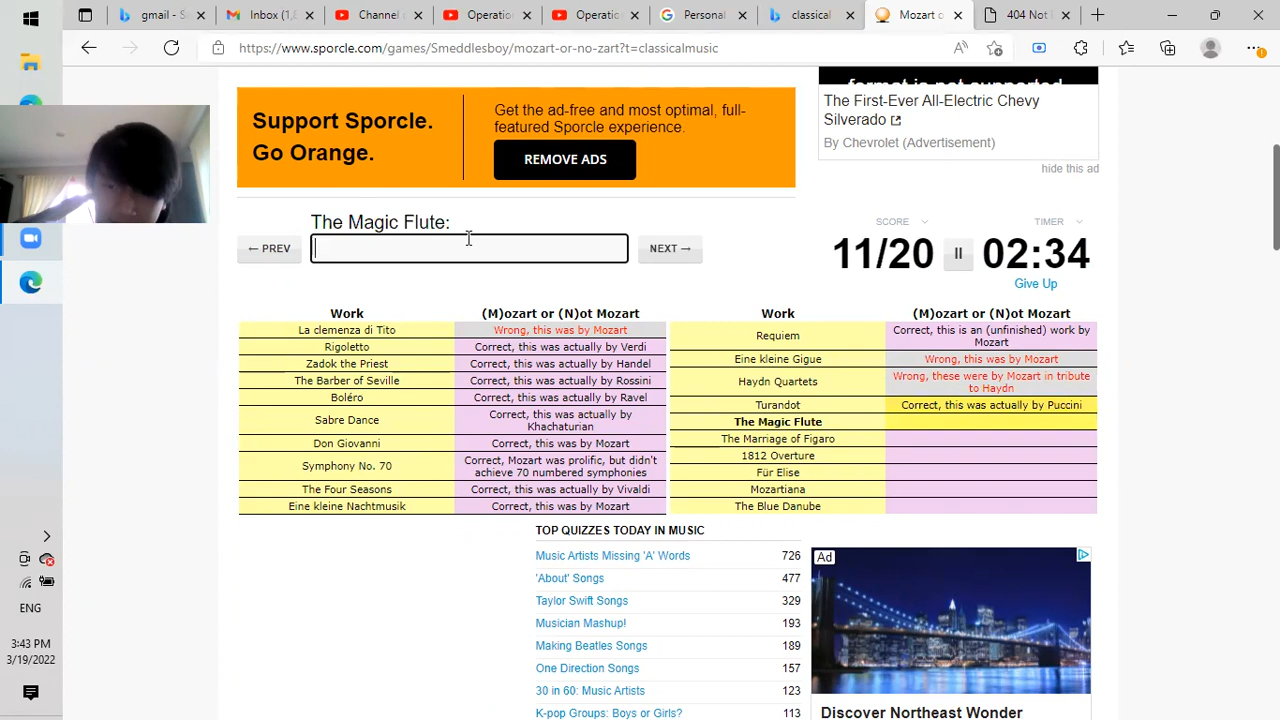 gmail - S
Inbox (1,8
Channel c
Operation
Operation
Personal
classical
Mozart o
404 Not F
https://www.sporcle.com/games/Smeddlesboy/mozart-or-no-zart?t=classicalmusic
format is not supported.
The First-Ever All-Electric Chevy
Silverado
By Chevrolet (Advertisement)
hide this ad
Support Sporcle.
Go Orange.
Get the ad-free and most optimal, full-
featured Sporcle experience.
REMOVE ADS
The Magic Flute:
← PREV
NEXT →
SCORE
TIMER
11/20
02:34
Give Up
Work (M)ozart or (N)ot Mozart
La clemenza di Tito Wrong, this was by Mozart
Rigoletto Correct, this was actually by Verdi
Zadok the Priest Correct, this was actually by Handel
The Barber of Seville Correct, this was actually by Rossini
Boléro Correct, this was actually by Ravel
Sabre Dance Correct, this was actually by
Khachaturian
Don Giovanni Correct, this was by Mozart
Symphony No. 70 Correct, Mozart was prolific, but didn't
achieve 70 numbered symphonies
The Four Seasons Correct, this was actually by Vivaldi
Eine kleine Nachtmusik Correct, this was by Mozart
Work (M)ozart or (N)ot Mozart
Requiem Correct, this is an (unfinished) work by
Mozart
Eine kleine Gigue Wrong, this was by Mozart
Haydn Quartets Wrong, these were by Mozart in tribute
to Haydn
Turandot Correct, this was actually by Puccini
The Magic Flute
The Marriage of Figaro
1812 Overture
Für Elise
Mozartiana
The Blue Danube
TOP QUIZZES TODAY IN MUSIC
Music Artists Missing 'A' Words 726
'About' Songs 477
Taylor Swift Songs 329
Musician Mashup! 193
Making Beatles Songs 189
One Direction Songs 157
30 in 60: Music Artists 123
K-pop Groups: Boys or Girls? 113
Ad
Discover Northeast Wonder
ENG
3:43 PM
3/19/2022